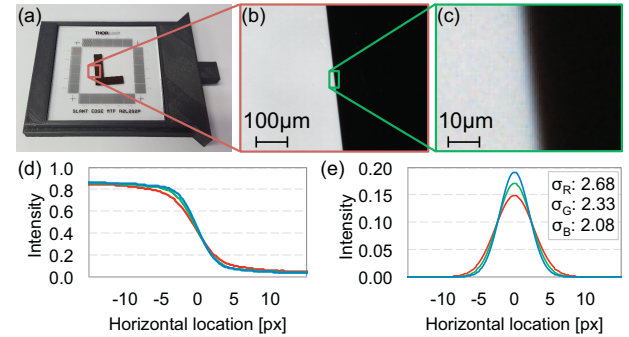 (a)
(b)
(c)
THOR
SLANT EDGE MTF R2L2S2P
100μm
10μm
(d)
(e)
1.0
0.8
0.6
0.4
0.2
0.0
Intensity
-10 -5 0 5 10
Horizontal location [px]
0.20
0.15
0.10
0.05
0.00
Intensity
σR: 2.68
σG: 2.33
σB: 2.08
-10 -5 0 5 10
Horizontal location [px]